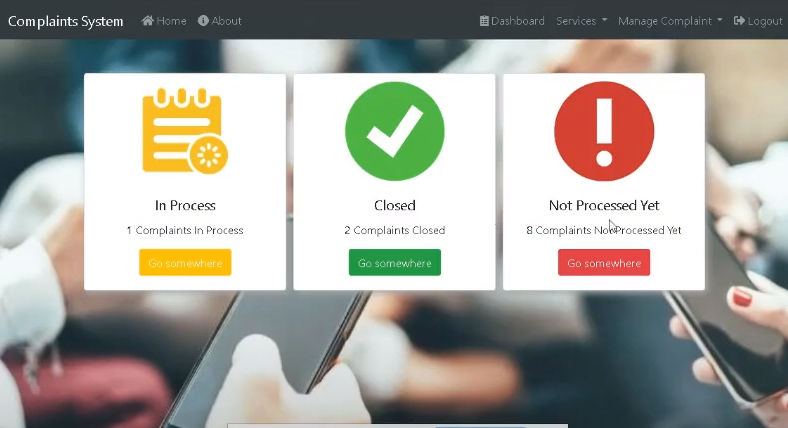 Complaints System Home About Dashboard Services Manage Complaint Logout
In Process
1 Complaints In Process
Go somewhere
Closed
2 Complaints Closed
Go somewhere
Not Processed Yet
8 Complaints Not Processed Yet
Go somewhere